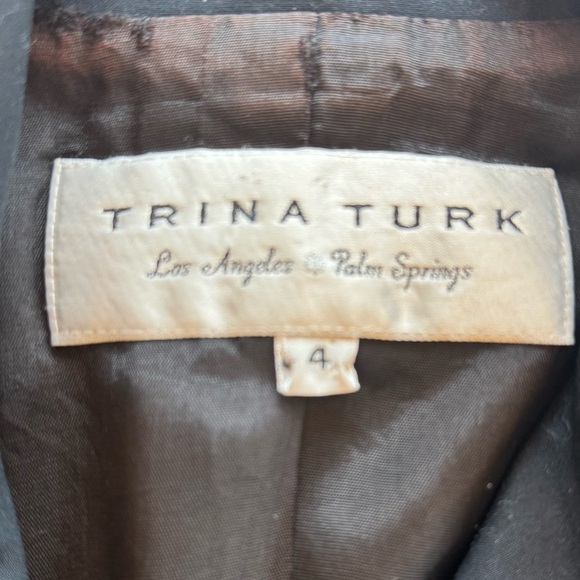 TRINA TURK
Los Angeles Palm Springs
4